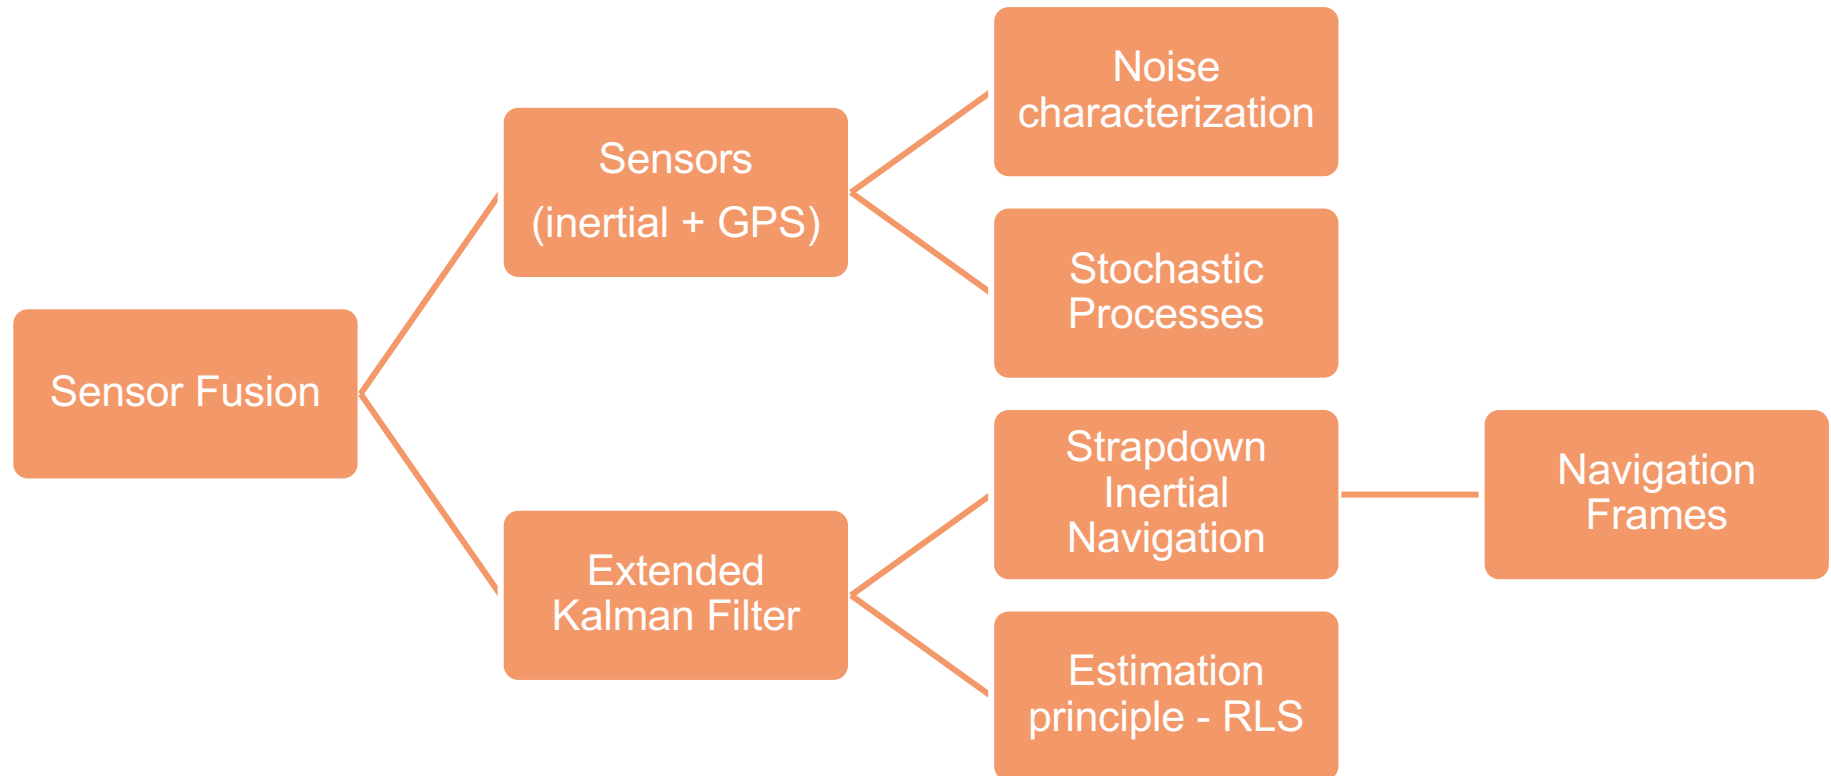 Sensor Fusion
Sensors
(inertial + GPS)
Extended
Kalman Filter
Noise
characterization
Stochastic
Processes
Strapdown
Inertial
Navigation
Estimation
principle - RLS
Navigation
Frames